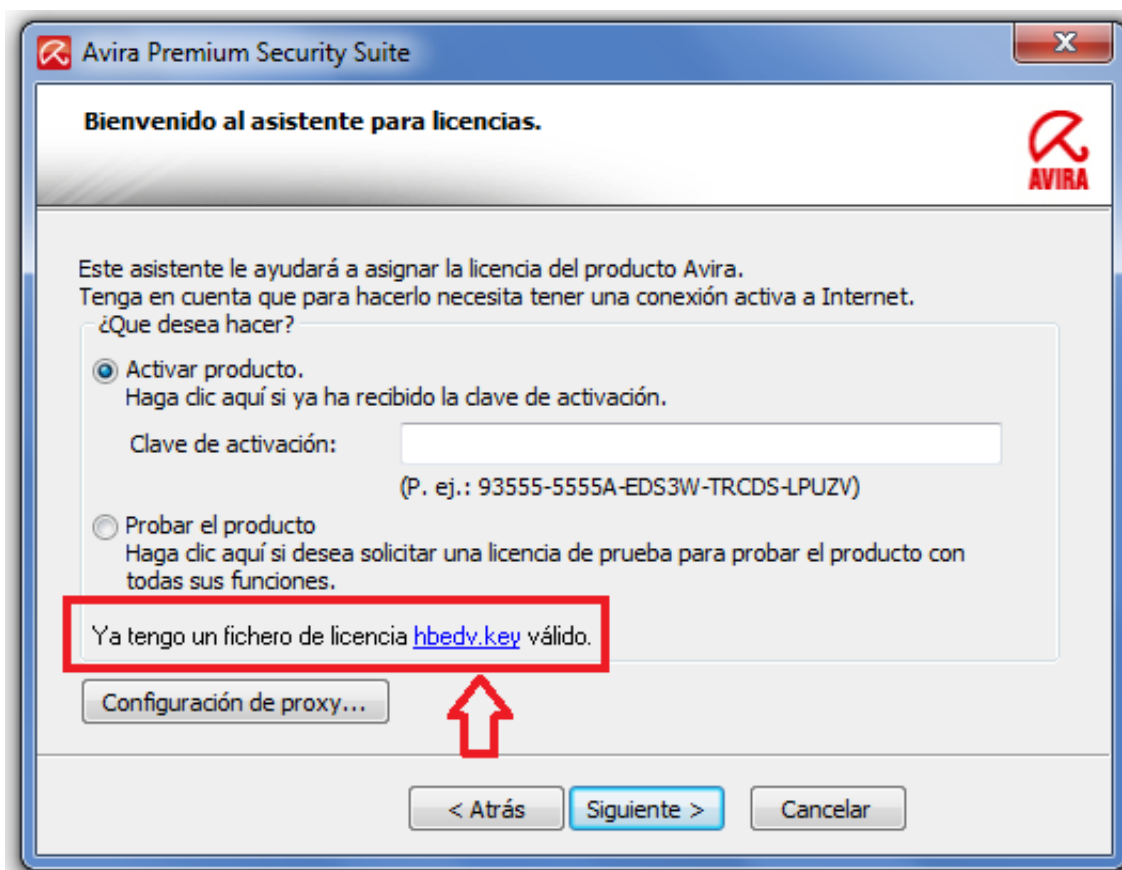 Avira Premium Security Suite
Bienvenido al asistente para licencias.
AVIRA
Este asistente le ayudará a asignar la licencia del producto Avira.
Tenga en cuenta que para hacerlo necesita tener una conexión activa a Internet.
¿Que desea hacer?
Activar producto.
Haga clic aquí si ya ha recibido la clave de activación.
Clave de activación:
(P. ej.: 93555-5555A-EDS3W-TRCDS-LPUZV)
Probar el producto
Haga clic aquí si desea solicitar una licencia de prueba para probar el producto con
todas sus funciones.
Ya tengo un fichero de licencia hbedv.key válido.
Configuración de proxy...
< Atrás
Siguiente >
Cancelar